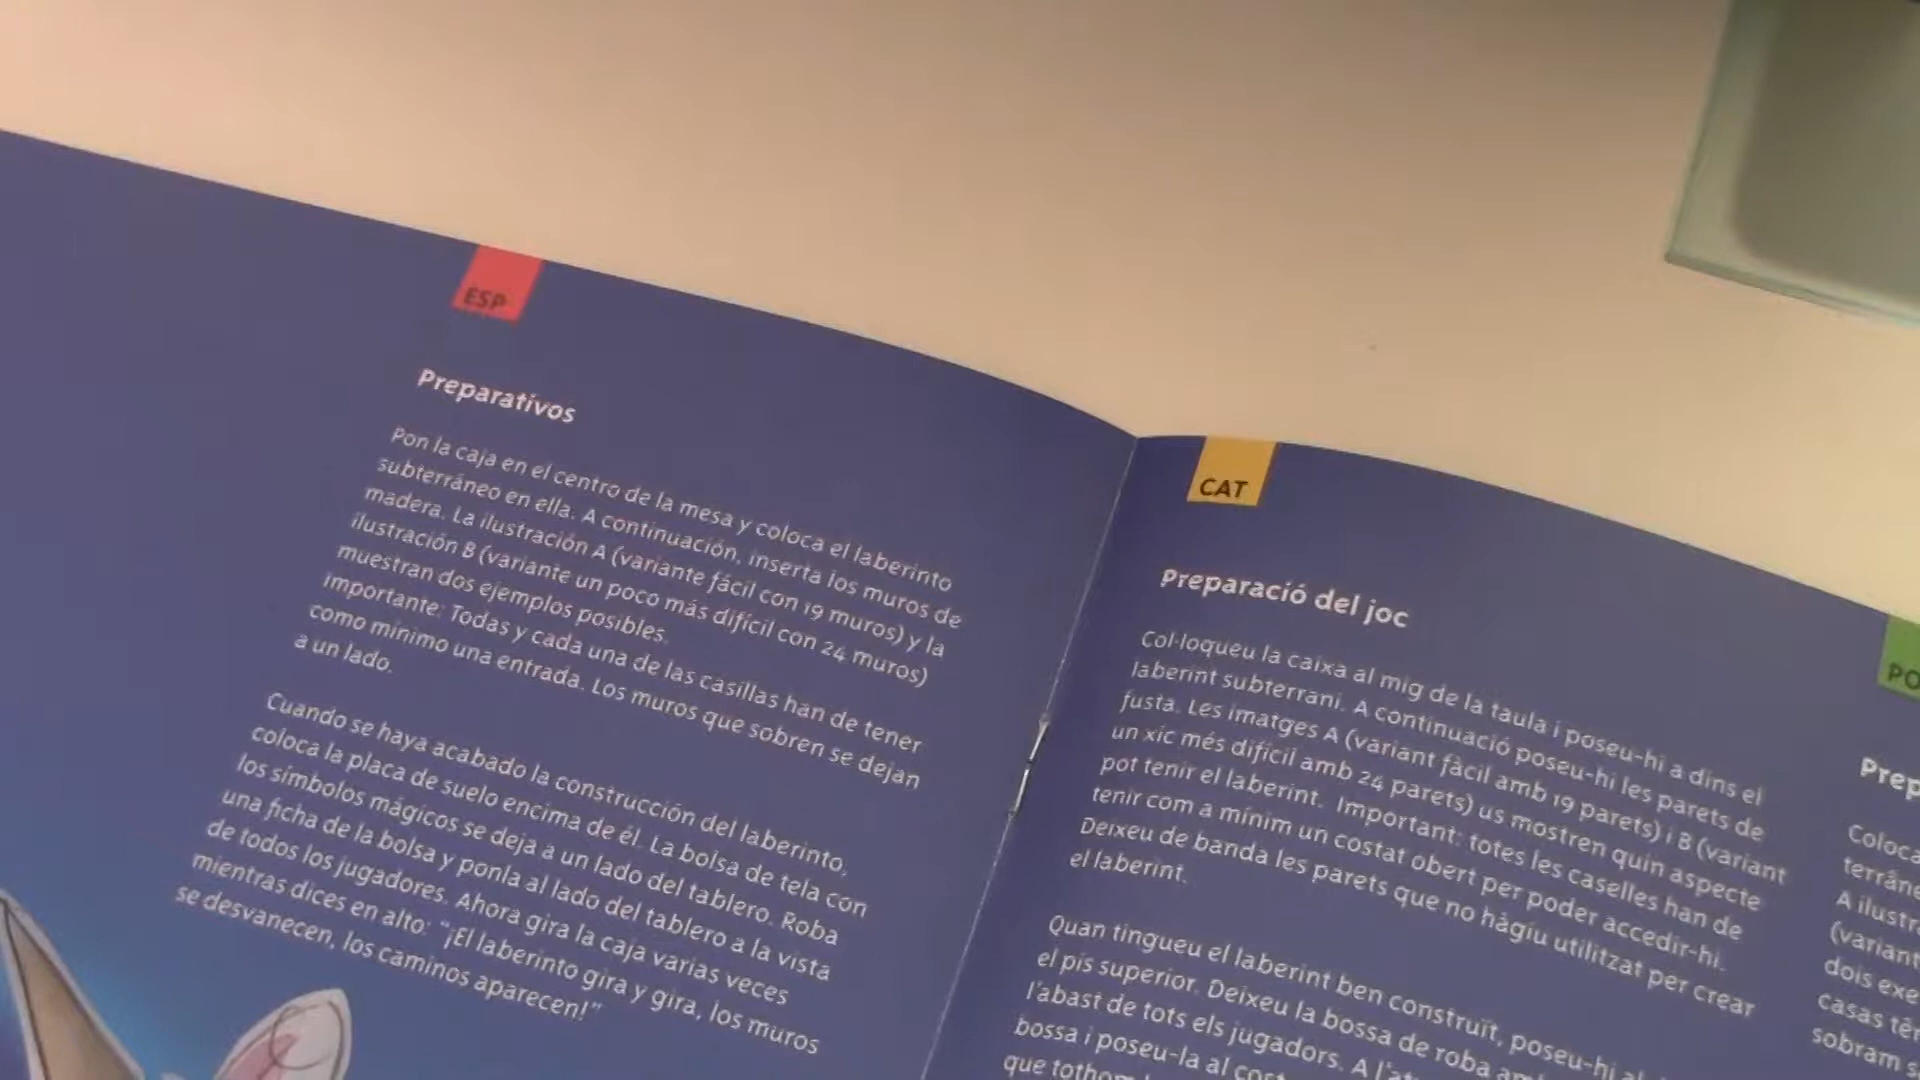 ESP
Preparativos
Pon la caja en el centro de la mesa y coloca el laberinto
subterráneo en ella. A continuación, inserta los muros de
madera. La ilustración A (variante fácil con 19 muros) y la
ilustración B (variante un poco más difícil con 24 muros)
muestran dos ejemplos posibles.
Importante: Todas y cada una de las casillas han de tener
como mínimo una entrada. Los muros que sobren se dejan
a un lado.
Cuando se haya acabado la construcción del laberinto,
coloca la placa de suelo encima de él. La bolsa de tela con
los símbolos mágicos se deja a un lado del tablero. Roba
una ficha de la bolsa y ponla al lado del tablero a la vista
de todos los jugadores. Ahora gira la caja varias veces
mientras dices en alto: "¡El laberinto gira y gira, los muros
se desvanecen, los caminos aparecen!"
CAT
Preparació del joc
Col·loqueu la caixa al mig de la taula i poseu-hi a dins el
laberint subterrani. A continuació poseu-hi les parets de
fusta. Les imatges A (variant fàcil amb 19 parets) i B (variant
un xic més difícil amb 24 parets) us mostren quin aspecte
pot tenir el laberint. Important: totes les caselles han de
tenir com a mínim un costat obert per poder accedir-hi.
Deixeu de banda les parets que no hàgiu utilitzat per crear
el laberint.
Quan tingueu el laberint ben construït, poseu-hi al
el pis superior. Deixeu la bossa de roba
l'abast de tots els jugadors. A
bossa i poseu-la al
que
PO
Prep
Coloca
A ilustra
(variant
dois exe
casas
sobram s